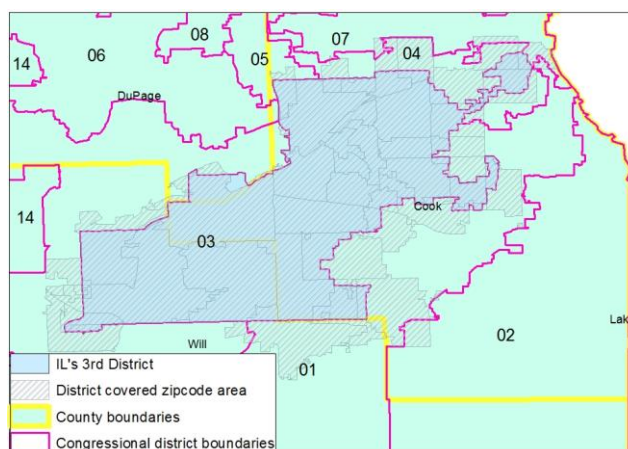 07
08
06
05
04
14
DuPage
14
Cook
03
02
Lak
Will
01
IL's 3rd District
District covered zipcode area
County boundaries
Congressional district boundaries